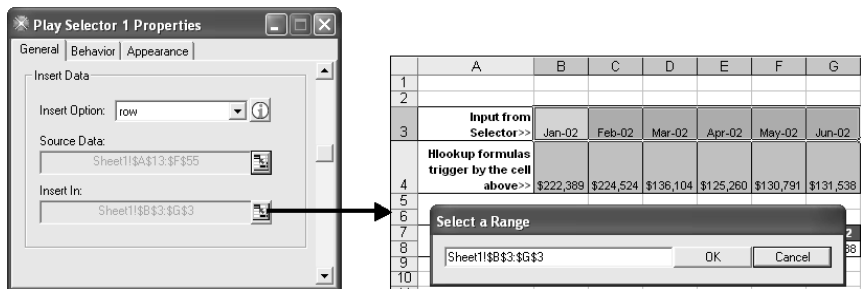 Play Selector 1 Properties
General Behavior Appearance
Insert Data
Insert Option: row
Source Data:
Sheet1!$A$13:$F$55
Insert In:
Sheet1!$B$3:$G$3
A B C D E F G
1
2
Input from
3 Selector>> Jan-02 Feb-02 Mar-02 Apr-02 May-02 Jun-02
Hlookup formulas
trigger by the cell
4 above>> $222,389 $224,524 $136,104 $125,260 $130,791 $131,538
5
6
Select a Range
7 2
8 38
Sheet1!$B$3:$G$3 OK Cancel
9
10